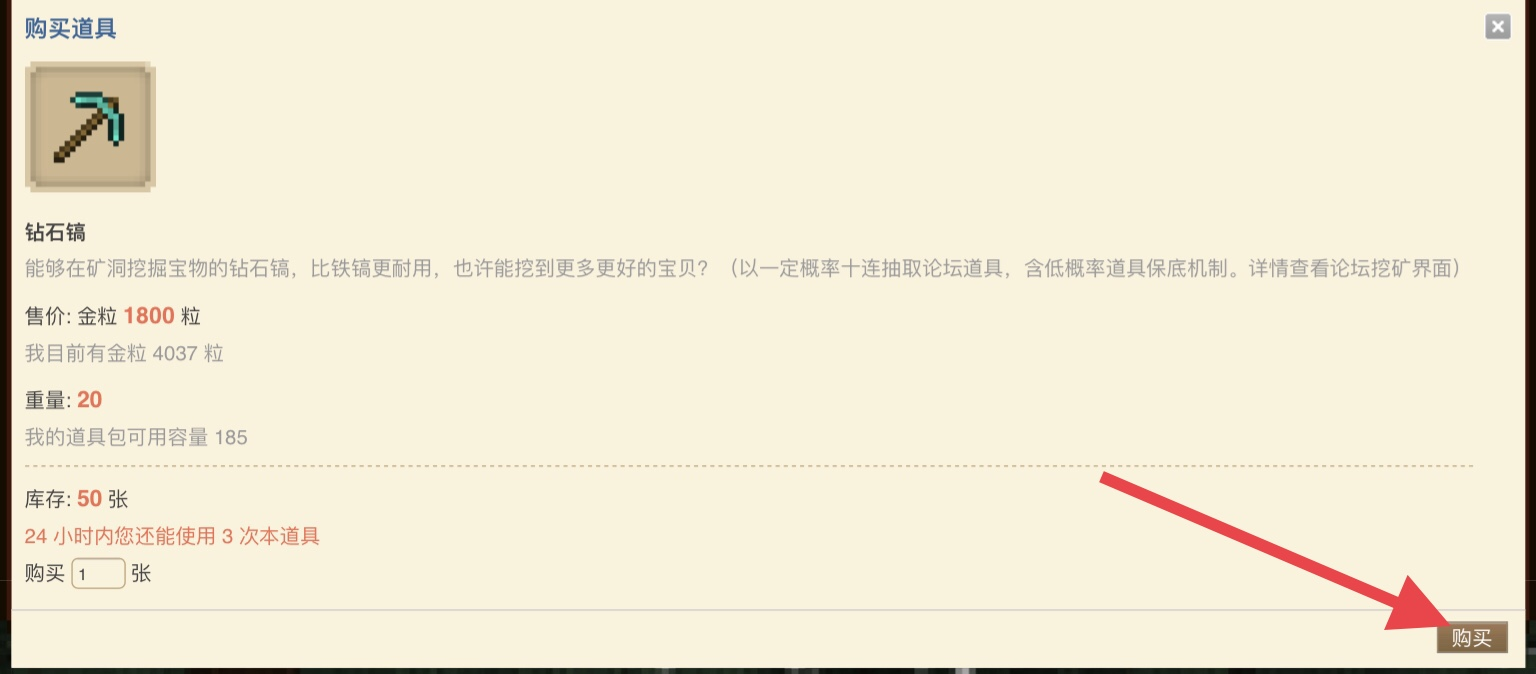 购买道具
钻石镐
能够在矿洞挖掘宝物的钻石镐，比铁镐更耐用，也许能挖到更多更好的宝贝？（以一定概率十连抽取论坛道具，含低概率道具保底机制。详情查看论坛挖矿界面）
售价: 金粒 1800 粒
我目前有金粒 4037 粒
重量: 20
我的道具包可用容量 185
库存: 50 张
24 小时内您还能使用 3 次本道具
购买 1 张
购买